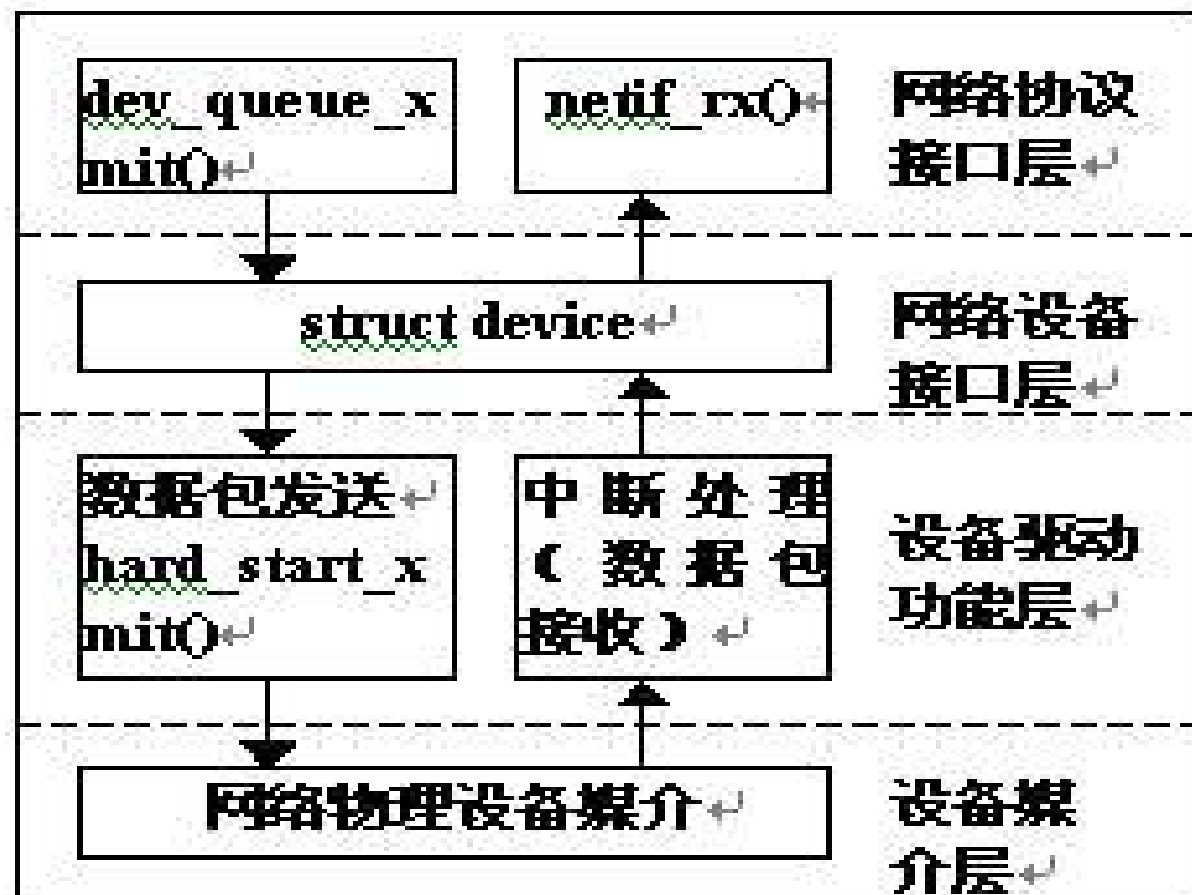 dev_queue_x
mit()
netif_rx()
网络协议
接口层
struct device
网络设备
接口层
数据包发送
hard_start_x
mit()
中断处理
（数据包
接收）
设备驱动
功能层
网络物理设备媒介
设备媒
介层